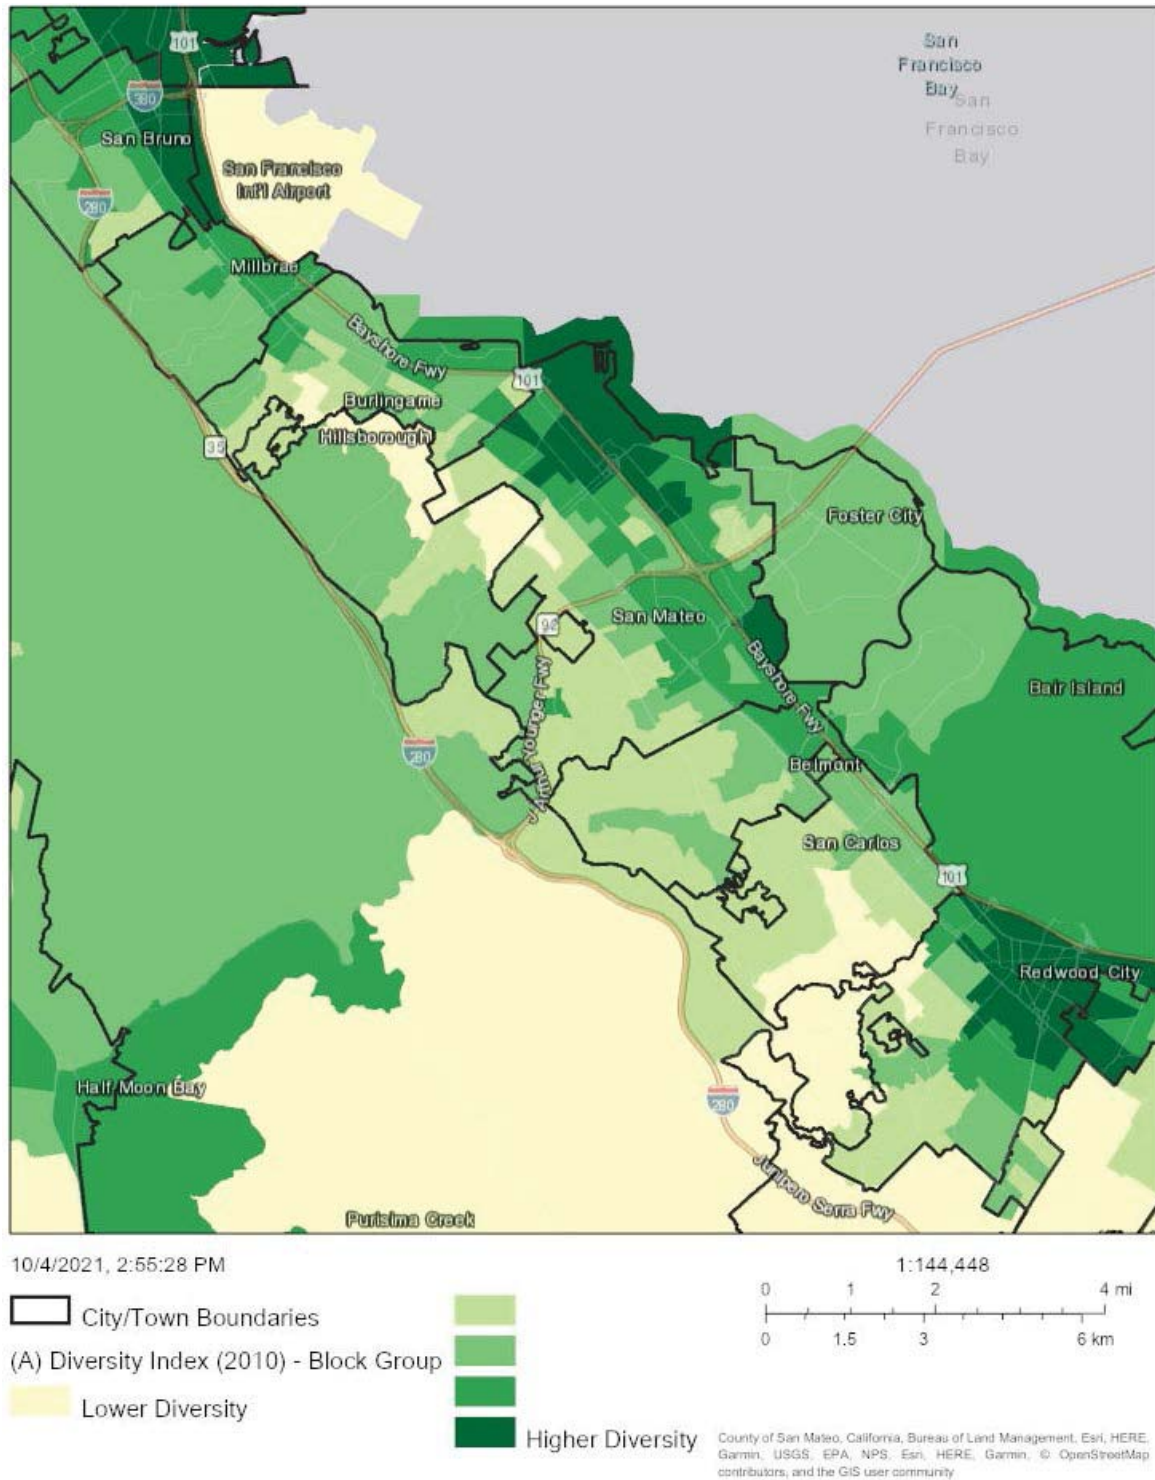 San
Francisco
Bay
San
Francisco
Bay
101
380
San Bruno
San Francisco
Int'l Airport
280
Millbrae
Bayshore Fwy
101
Burlingame
Hillsborough
35
Foster City
San Mateo
92
Bayshore Fwy
Bair Island
J Arthur Younger Fwy
280
Belmont
San Carlos
101
Redwood City
Half Moon Bay
280
Junipero Serra Fwy
Purisima Creek
10/4/2021, 2:55:28 PM
1:144,448
0 1 2 4 mi
0 1.5 3 6 km
City/Town Boundaries
(A) Diversity Index (2010) - Block Group
Lower Diversity
Higher Diversity
County of San Mateo, California, Bureau of Land Management, Esri, HERE,
Garmin, USGS, EPA, NPS, Esri, HERE, Garmin, © OpenStreetMap
contributors, and the GIS user community